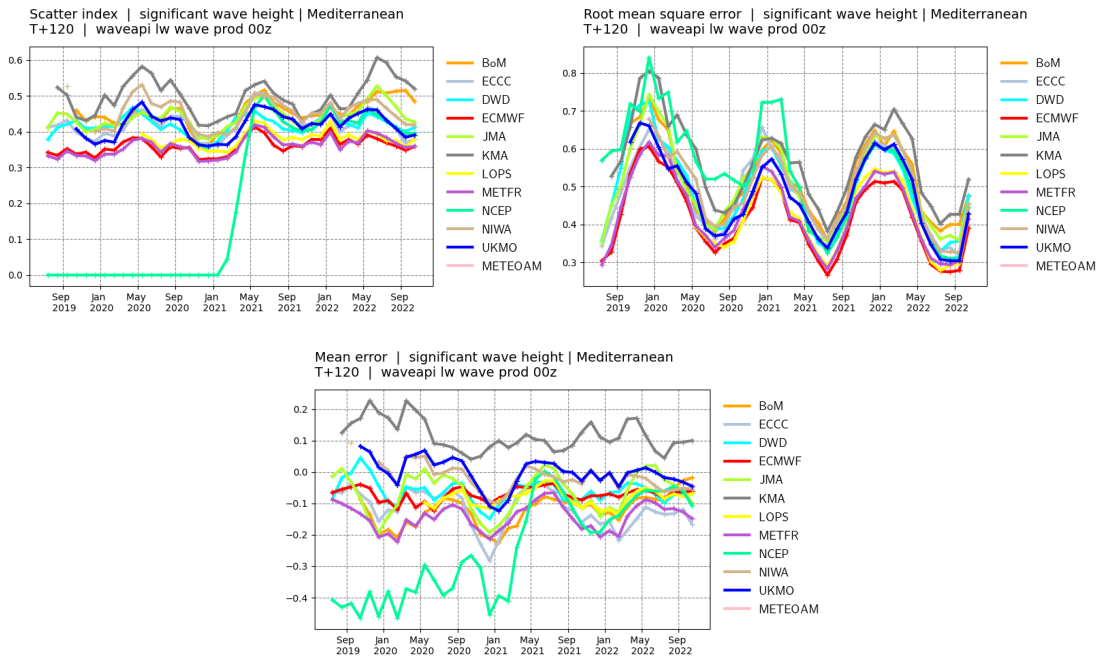 Scatter index | significant wave height | Mediterranean
T+120 | waveapi lw wave prod 00z
0.6
0.5
0.4
0.3
0.2
0.1
0.0
Sep 2019
Jan 2020
May 2020
Sep 2020
Jan 2021
May 2021
Sep 2021
Jan 2022
May 2022
Sep 2022
BoM
ECCC
DWD
ECMWF
JMA
KMA
LOPS
METFR
NCEP
NIWA
UKMO
METEOAM
Root mean square error | significant wave height | Mediterranean
T+120 | waveapi lw wave prod 00z
0.8
0.7
0.6
0.5
0.4
0.3
Sep 2019
Jan 2020
May 2020
Sep 2020
Jan 2021
May 2021
Sep 2021
Jan 2022
May 2022
Sep 2022
BoM
ECCC
DWD
ECMWF
JMA
KMA
LOPS
METFR
NCEP
NIWA
UKMO
METEOAM
Mean error | significant wave height | Mediterranean
T+120 | waveapi lw wave prod 00z
0.2
0.1
0.0
−0.1
−0.2
−0.3
−0.4
Sep 2019
Jan 2020
May 2020
Sep 2020
Jan 2021
May 2021
Sep 2021
Jan 2022
May 2022
Sep 2022
BoM
ECCC
DWD
ECMWF
JMA
KMA
LOPS
METFR
NCEP
NIWA
UKMO
METEOAM